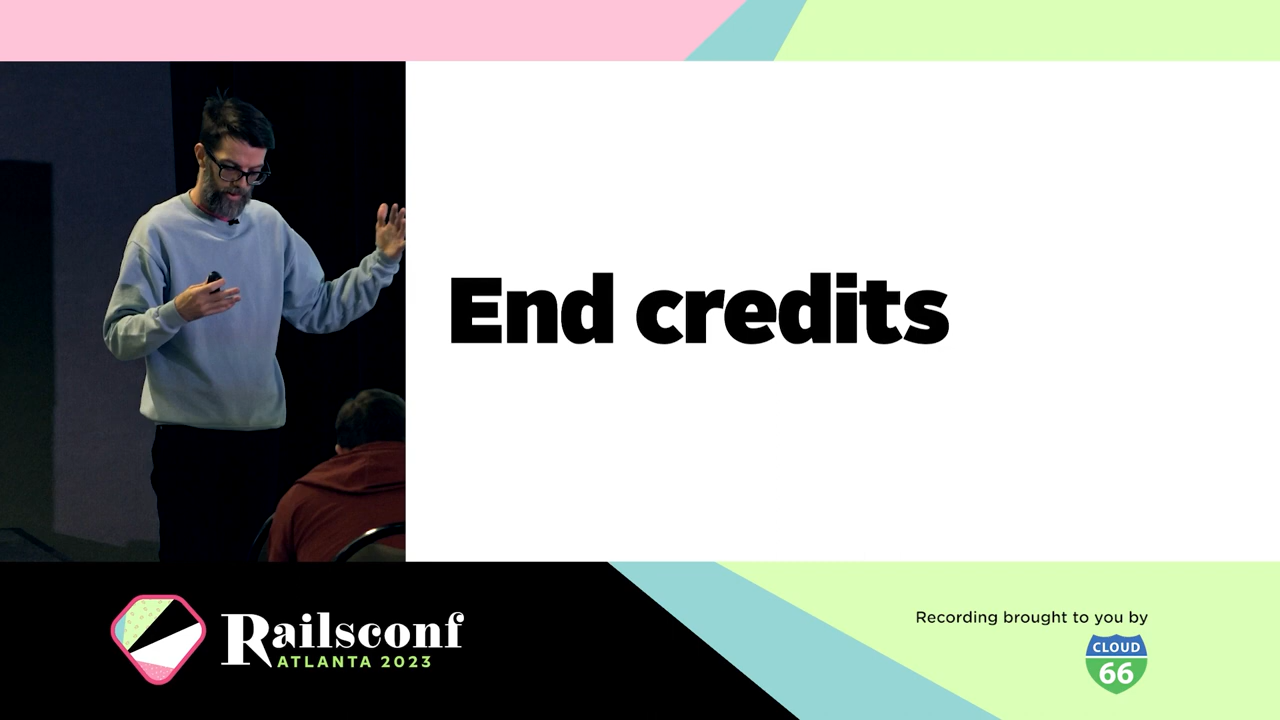 End credits
Railsconf
ATLANTA 2023
Recording brought to you by
CLOUD
66